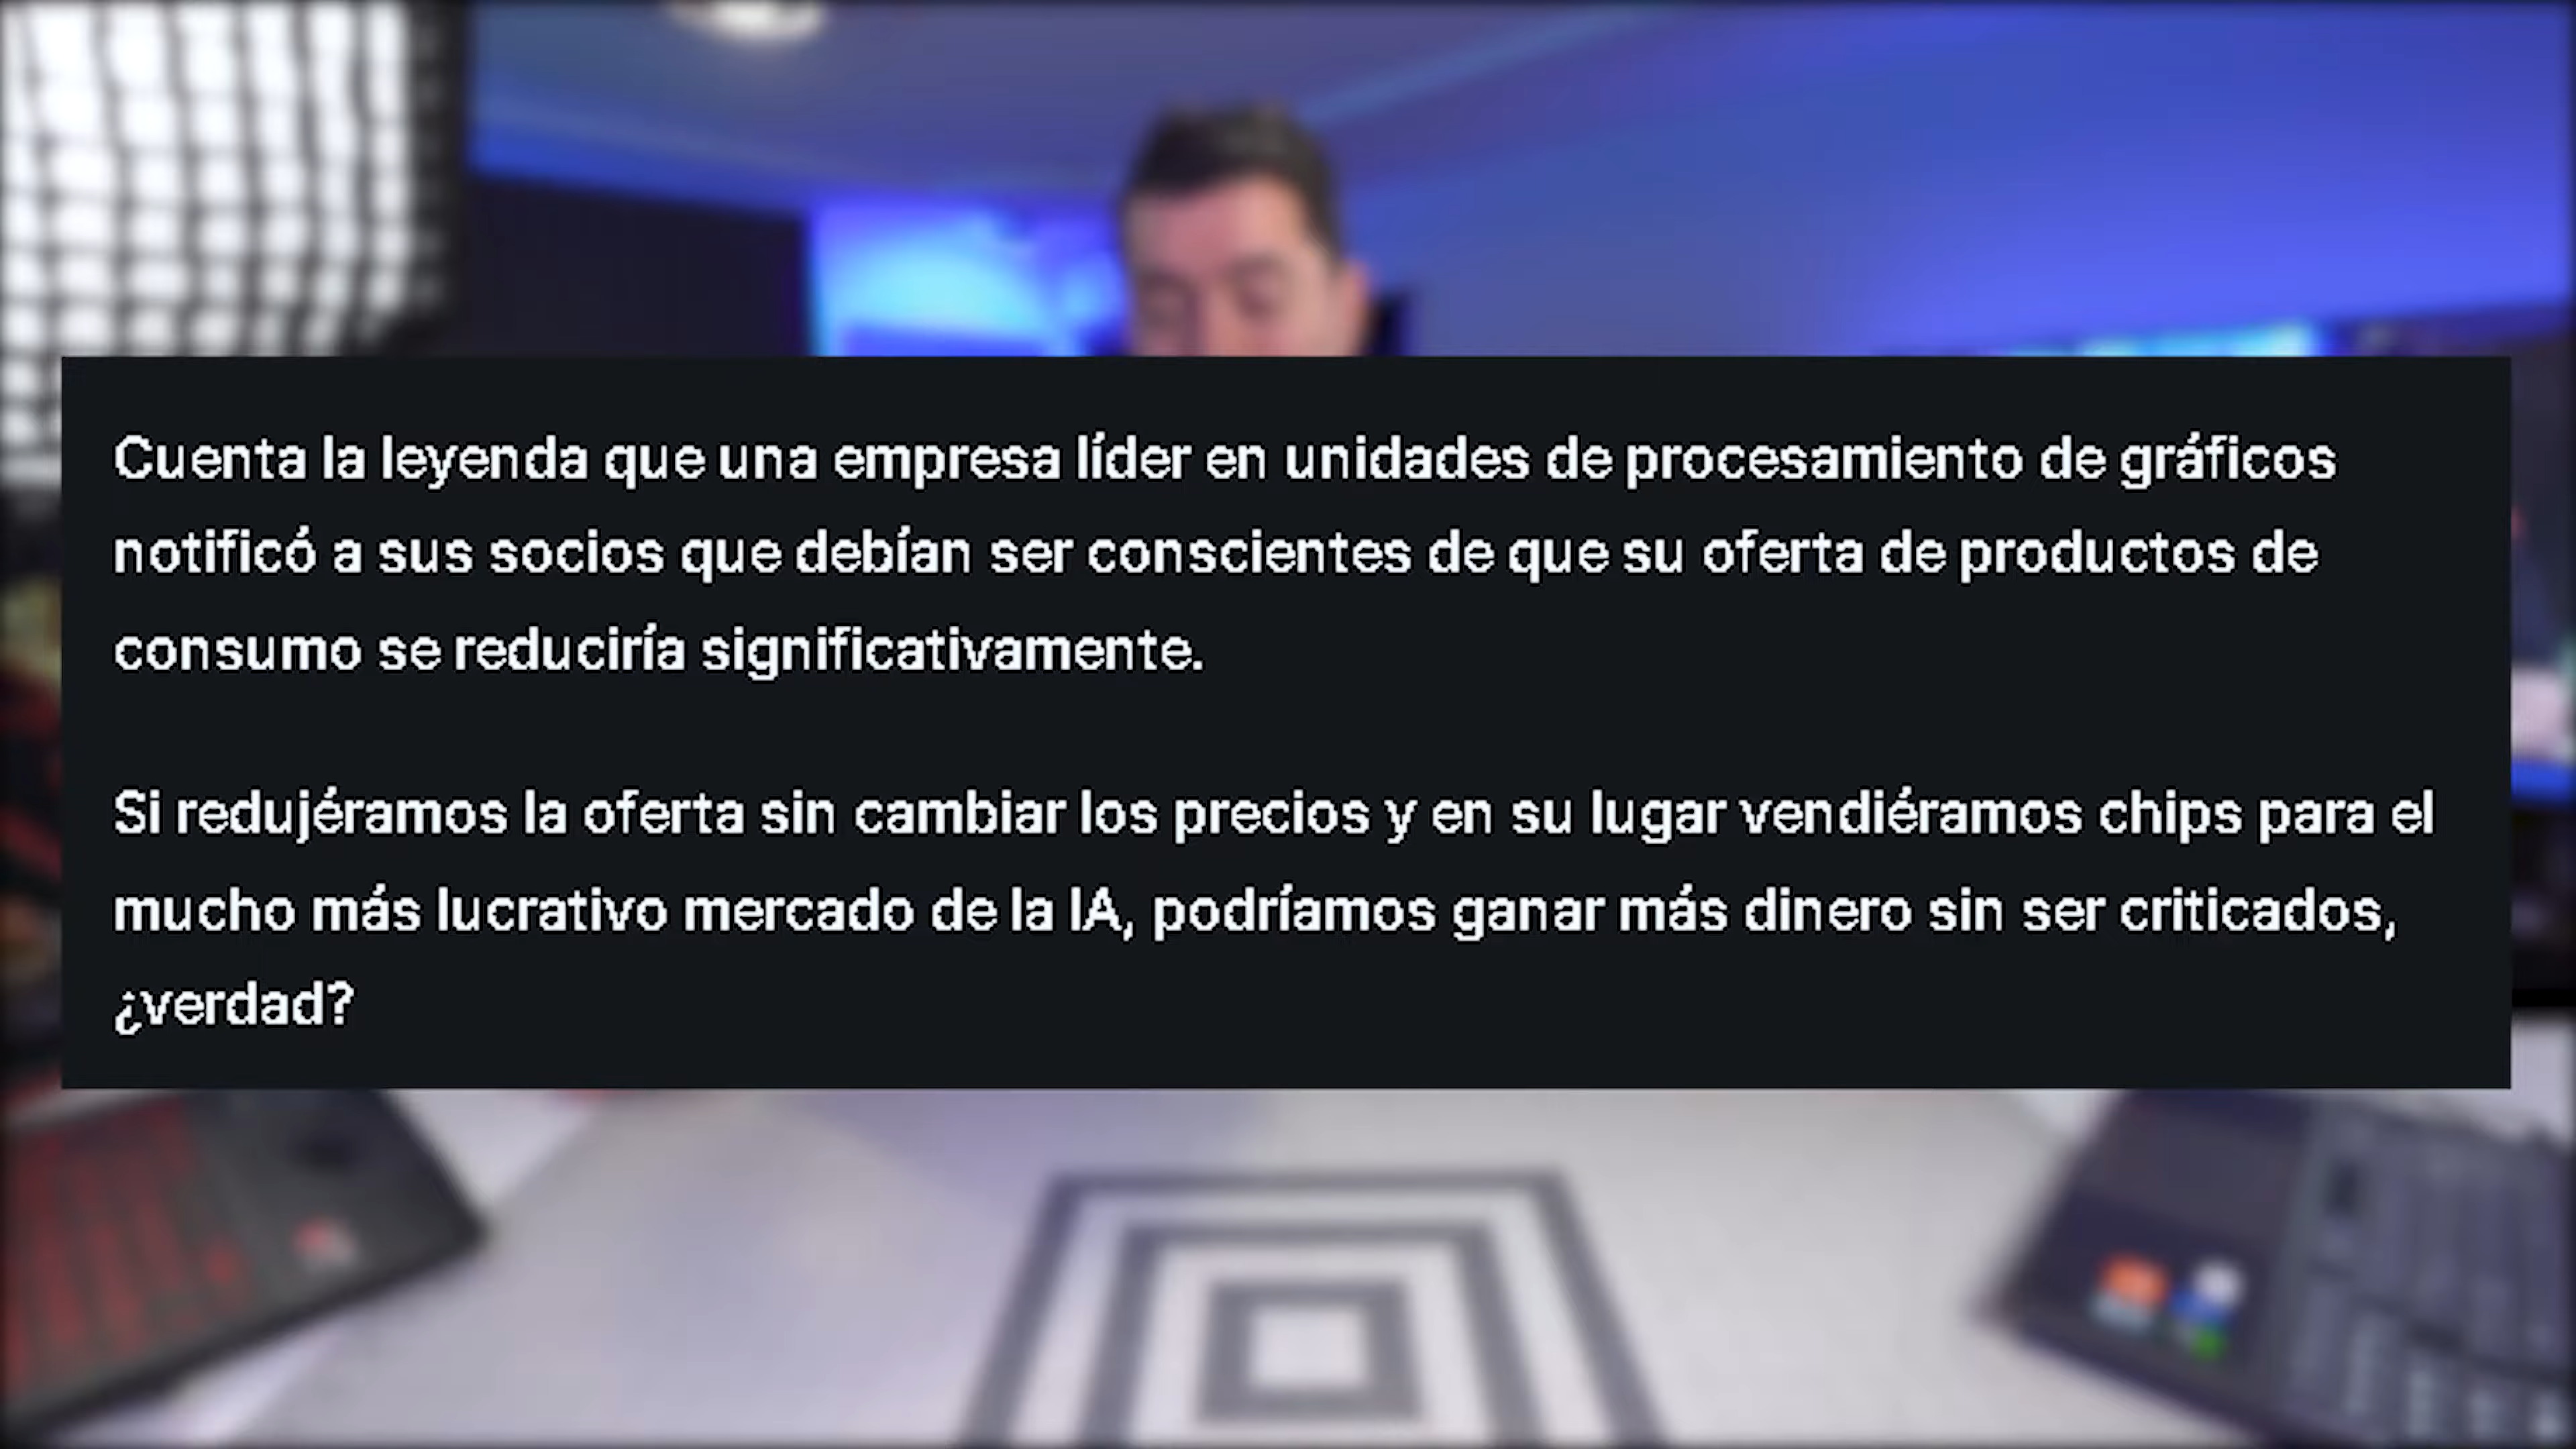 Cuenta la leyenda que una empresa líder en unidades de procesamiento de gráficos
notificó a sus socios que debían ser conscientes de que su oferta de productos de
consumo se reduciría significativamente.
Si redujéramos la oferta sin cambiar los precios y en su lugar vendiéramos chips para el
mucho más lucrativo mercado de la IA, podríamos ganar más dinero sin ser criticados,
¿verdad?